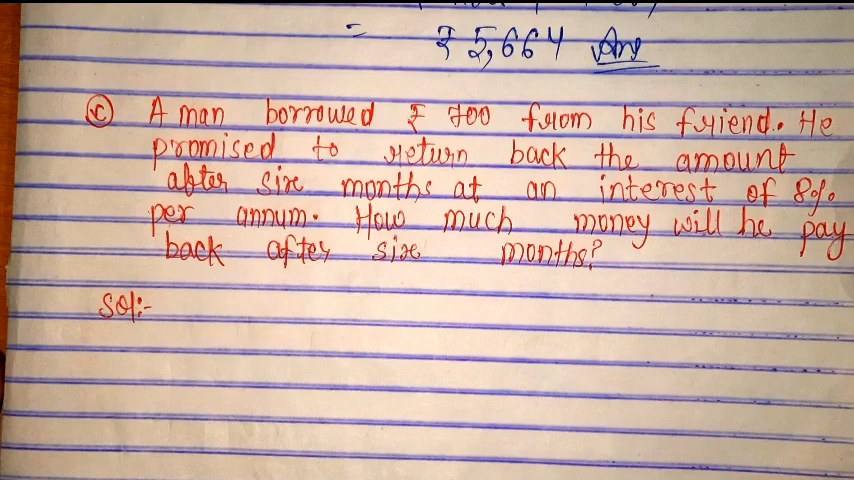 = ₹ 5,664 Ans
(c) A man borrowed ₹ 700 from his friend. He
promised to return back the amount
after six months at an interest of 8%
per annum. How much money will he pay
back after six months?
Sol:-